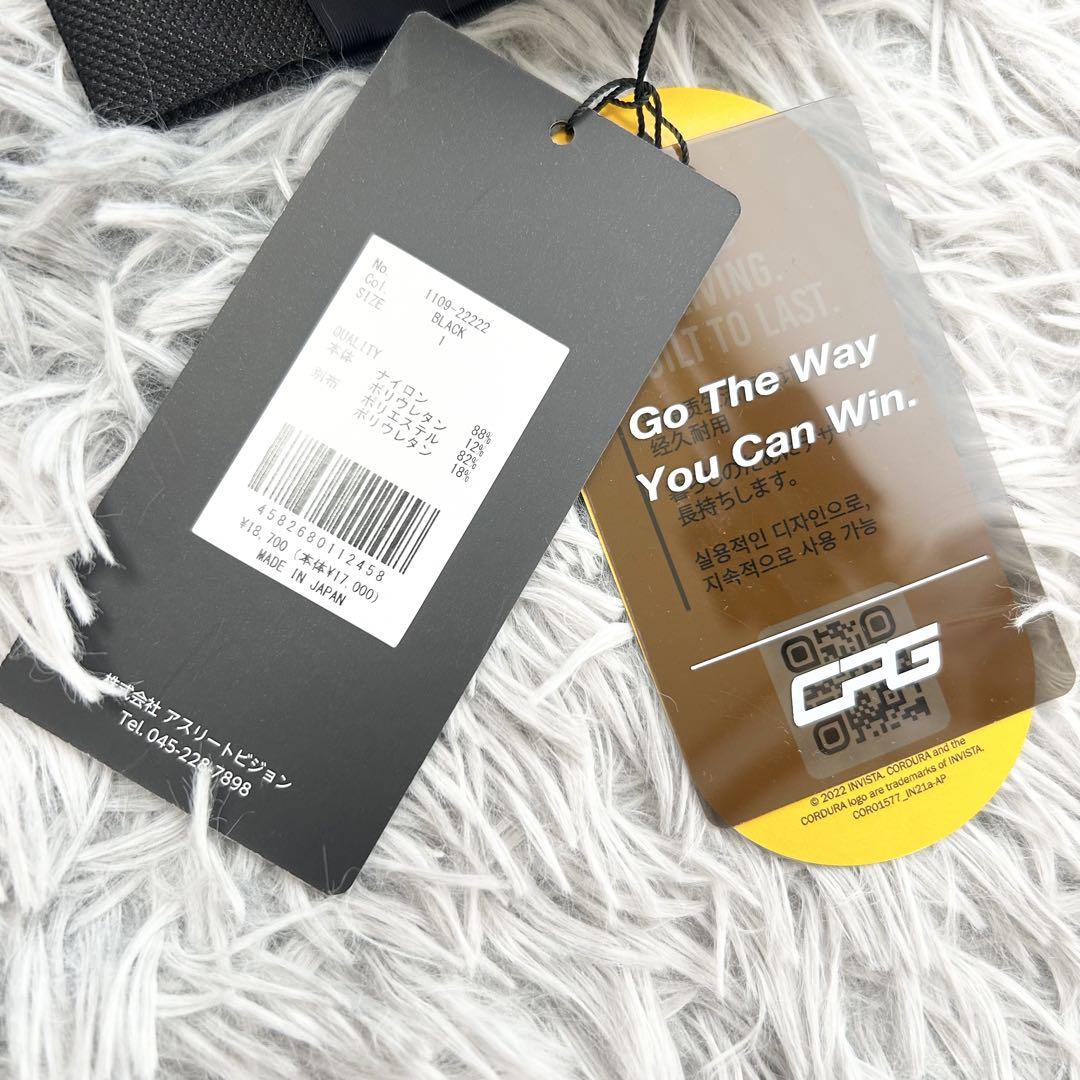 No. 1109-22222
Col. BLACK
SIZE 1
QUALITY
本体 ナイロン 88%
ポリウレタン 12%
別布 ポリエステル 82%
ポリウレタン 18%
4582680112458
¥18,700 (本体¥17,000)
MADE IN JAPAN
株式会社 アスリートビジョン
Tel. 045-228-7898
BUILT TO LAST.
Go The Way
You Can Win.
经久耐用
長持ちします。
실용적인 디자인으로,
지속적으로 사용 가능
CPG
© 2022 INVISTA. CORDURA and the
CORDURA logo are trademarks of INVISTA.
COR01577_IN21a-AP